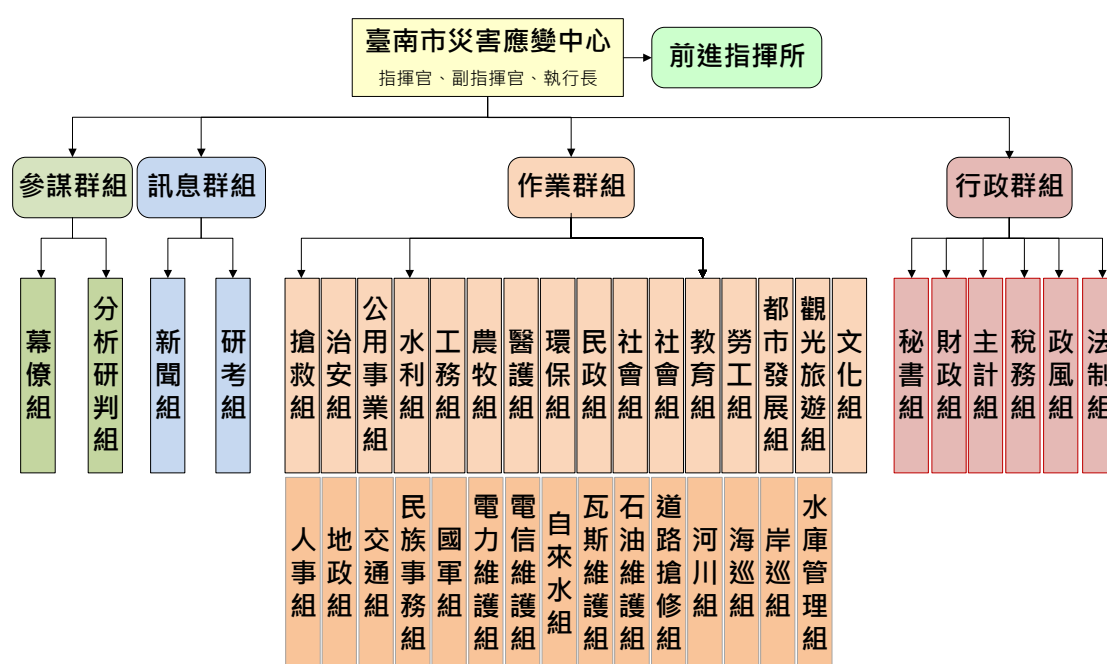 臺南市災害應變中心
指揮官、副指揮官、執行長
前進指揮所
參謀群組
訊息群組
作業群組
行政群組
幕僚組
分析研判組
新聞組
研考組
搶救組
治安組
公用事業組
水利組
工務組
農牧組
醫護組
環保組
民政組
社會組
社會組
教育組
勞工組
都市發展組
觀光旅遊組
文化組
秘書組
財政組
主計組
稅務組
政風組
法制組
人事組
地政組
交通組
民族事務組
國軍組
電力維護組
電信維護組
自來水組
瓦斯維護組
石油維護組
道路搶修組
河川組
海巡組
岸巡組
水庫管理組